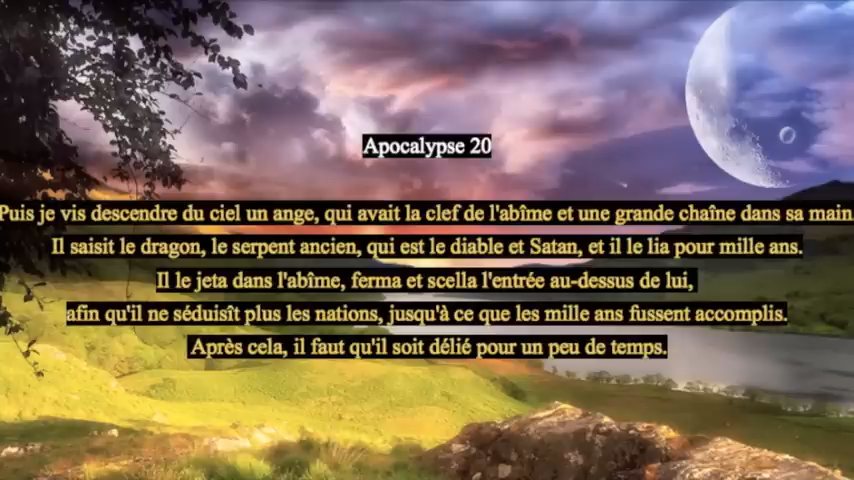 Apocalypse 20
Puis je vis descendre du ciel un ange, qui avait la clef de l'abîme et une grande chaîne dans sa main.
Il saisit le dragon, le serpent ancien, qui est le diable et Satan, et il le lia pour mille ans.
Il le jeta dans l'abîme, ferma et scella l'entrée au-dessus de lui,
afin qu'il ne séduisît plus les nations, jusqu'à ce que les mille ans fussent accomplis.
Après cela, il faut qu'il soit délié pour un peu de temps.